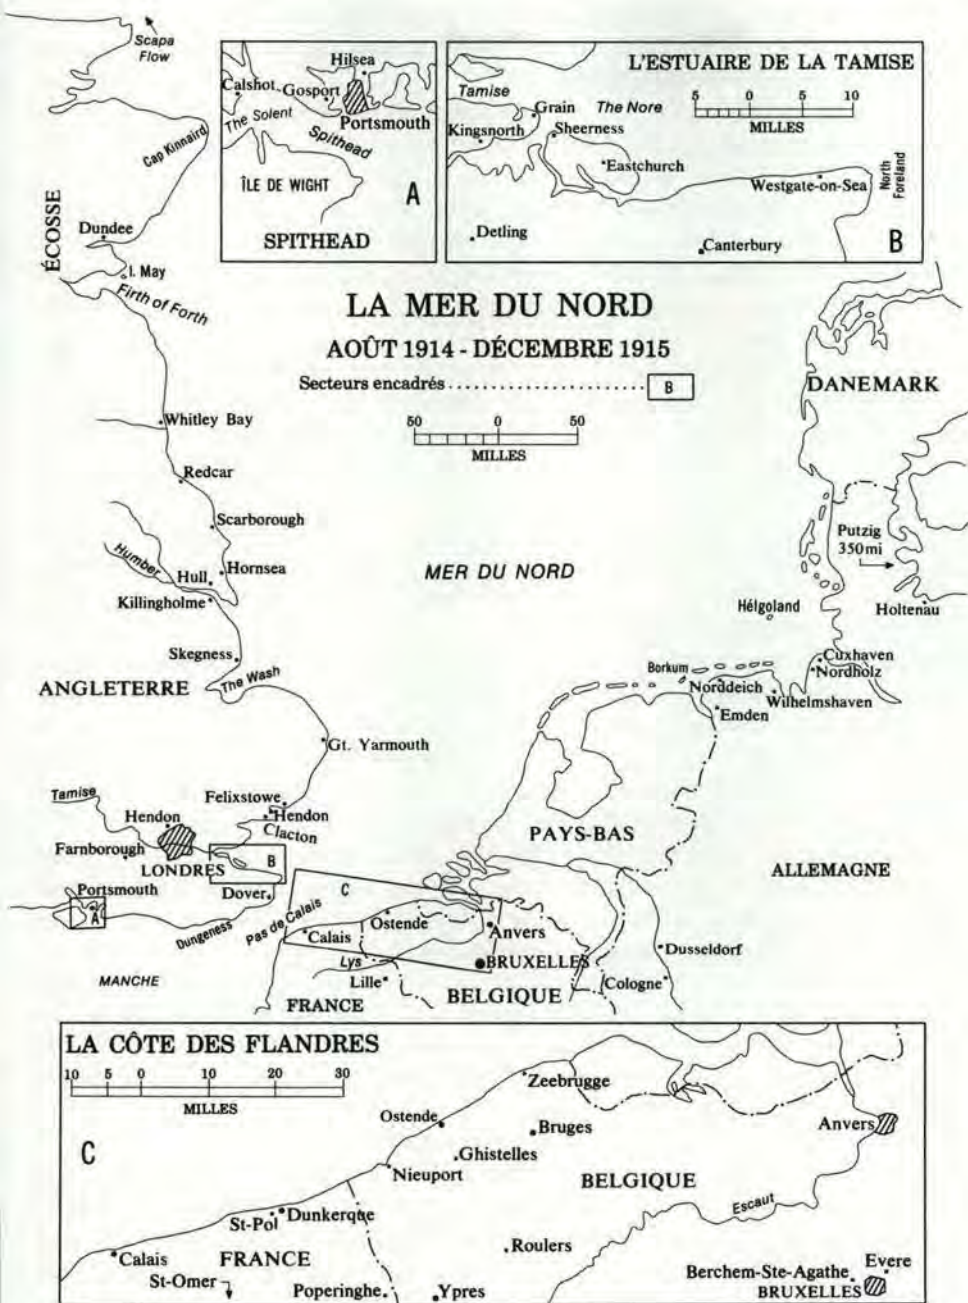 Scapa
Flow
Cap Kinnaird
ÉCOSSE
Dundee
I. May
Firth of Forth
Hilsea
Calshot
Gosport
The Solent
Portsmouth
Spithead
ÎLE DE WIGHT
A
SPITHEAD
L'ESTUAIRE DE LA TAMISE
Tamise
Grain
The Nore
5 0 5 10
MILLES
Kingsnorth
Sheerness
Eastchurch
Westgate-on-Sea
North
Foreland
Detling
Canterbury
B
LA MER DU NORD
AOÛT 1914 - DÉCEMBRE 1915
Secteurs encadrés
B
50 0 50
MILLES
DANEMARK
Whitley Bay
Redcar
Scarborough
Humber
Hull
Hornsea
Killingholme
MER DU NORD
Putzig
350 mi
Hélgoland
Holtenau
Skegness
The Wash
ANGLETERRE
Cuxhaven
Nordholz
Borkum
Norddeich
Wilhelmshaven
Emden
Gt. Yarmouth
Tamise
Felixstowe
Hendon
Hendon
Clacton
Farnborough
LONDRES
B
PAYS-BAS
ALLEMAGNE
Portsmouth
A
Dover
C
Dungeness
Pas de Calais
Ostende
Calais
Anvers
Lys
BRUXELLES
Dusseldorf
MANCHE
Lille
Cologne
FRANCE
BELGIQUE
LA CÔTE DES FLANDRES
10 5 0 10 20 30
MILLES
C
Zeebrugge
Ostende
Bruges
Anvers
Ghistelles
Nieuport
BELGIQUE
Escaut
St-Pol
Dunkerque
Calais
FRANCE
Roulers
St-Omer
Evere
Berchem-Ste-Agathe
BRUXELLES
Poperinghe
Ypres